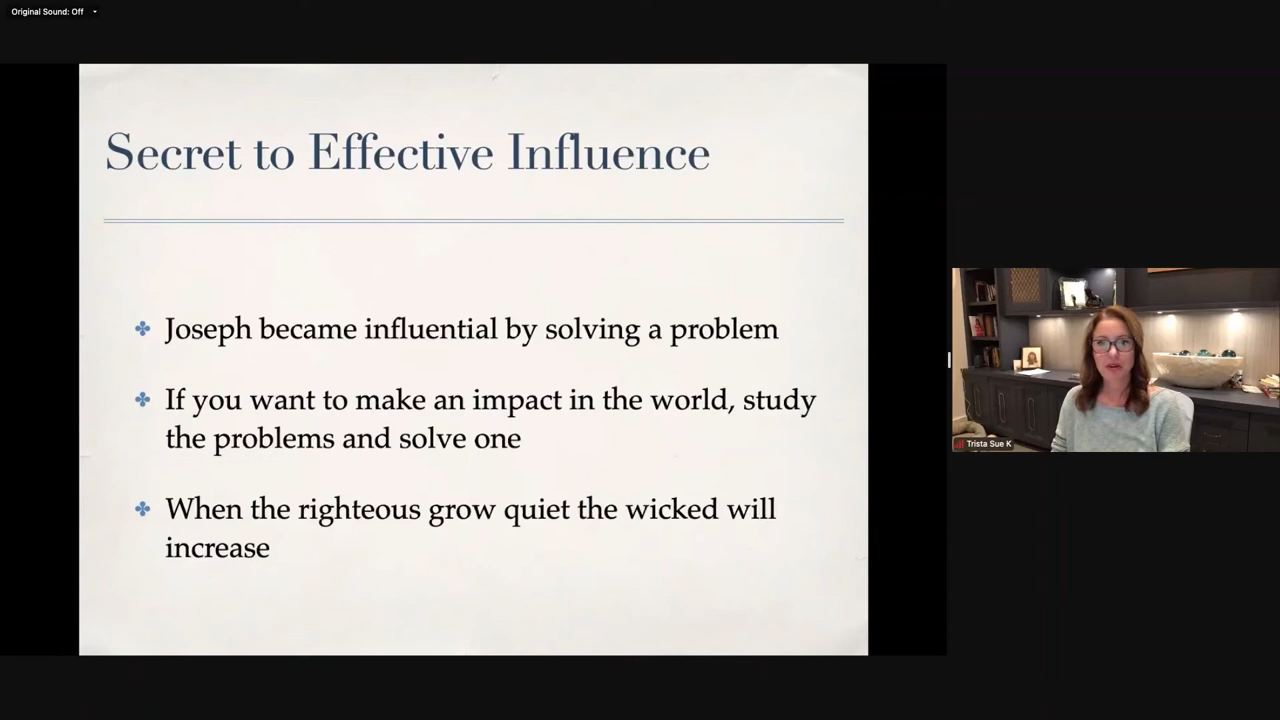 Original Sound: Off
Secret to Effective Influence
Joseph became influential by solving a problem
If you want to make an impact in the world, study
the problems and solve one
When the righteous grow quiet the wicked will
increase
Trista Sue K